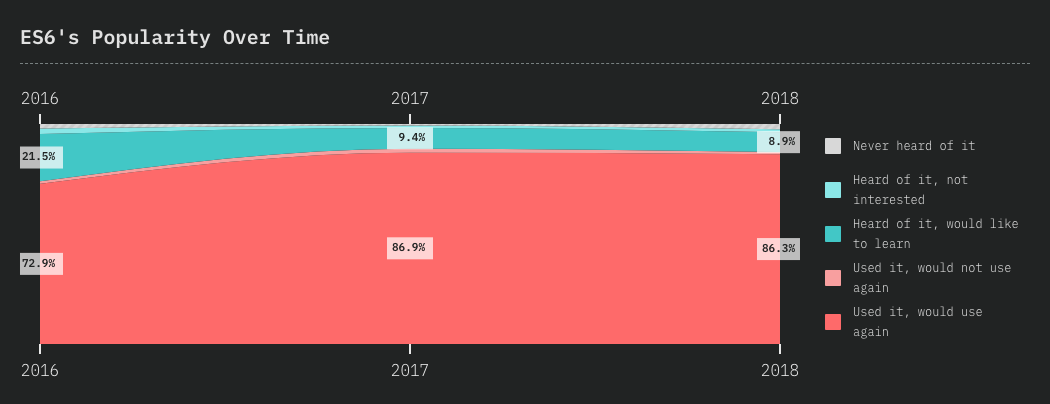 ES6's Popularity Over Time
2016 2017 2018
9.4%
8.9%
21.5%
86.9%
86.3%
72.9%
2016 2017 2018
Never heard of it
Heard of it, not
interested
Heard of it, would like
to learn
Used it, would not use
again
Used it, would use
again